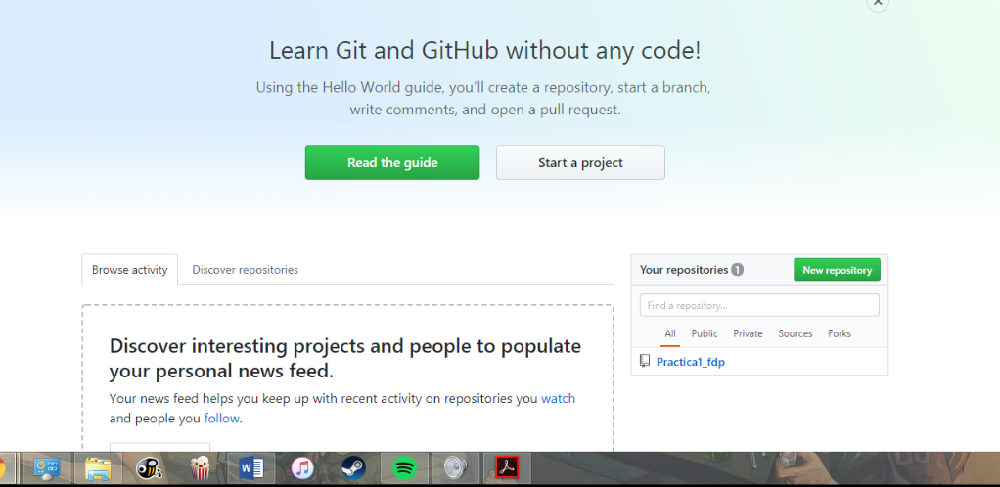 Learn Git and GitHub without any code!
Using the Hello World guide, you'll create a repository, start a branch,
write comments, and open a pull request.
Read the guide
Start a project
Browse activity
Discover repositories
Discover interesting projects and people to populate
your personal news feed.
Your news feed helps you keep up with recent activity on repositories you watch
and people you follow.
Your repositories 1
New repository
Find a repository...
All Public Private Sources Forks
Practica1_fdp